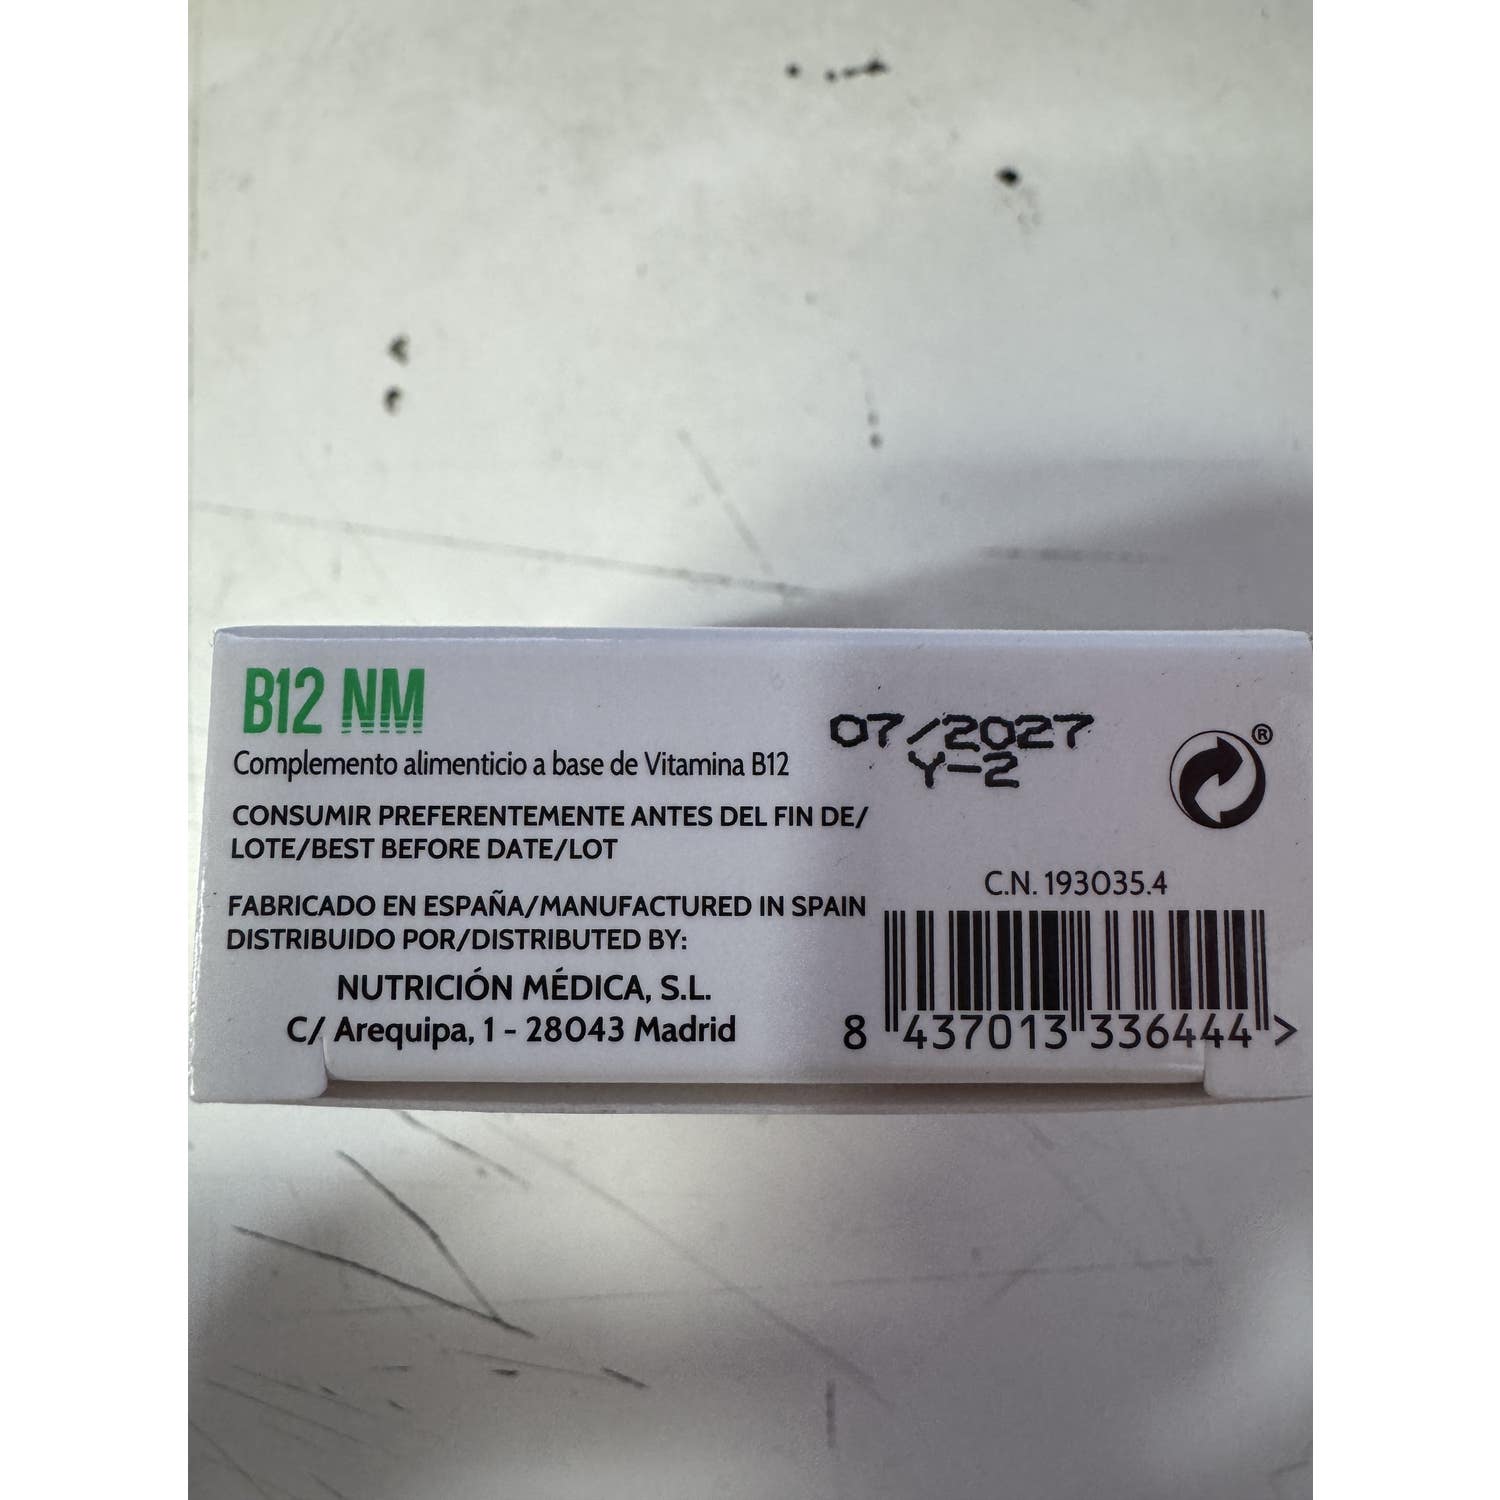 B12 NM
Complemento alimenticio a base de Vitamina B12
07/2027
Y-2
®
CONSUMIR PREFERENTEMENTE ANTES DEL FIN DE/
LOTE/BEST BEFORE DATE/LOT
FABRICADO EN ESPAÑA/MANUFACTURED IN SPAIN
DISTRIBUIDO POR/DISTRIBUTED BY:
NUTRICIÓN MÉDICA, S.L.
C/ Arequipa, 1 - 28043 Madrid
C.N. 193035.4
8 437013 336444 >